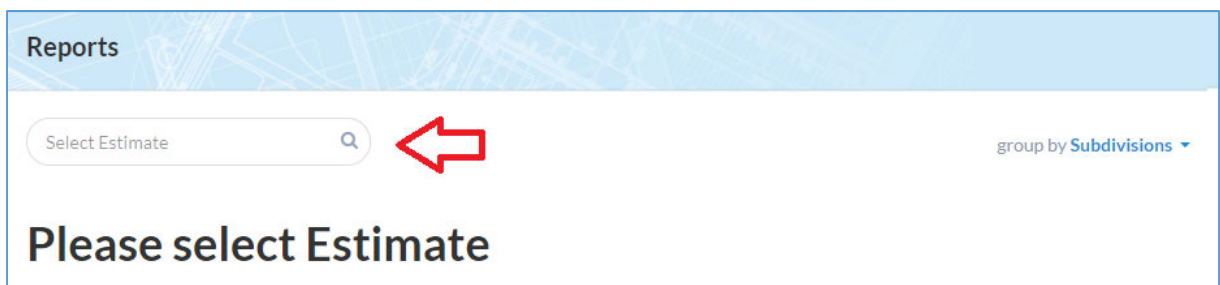 Reports
Select Estimate
group by Subdivisions
Please select Estimate